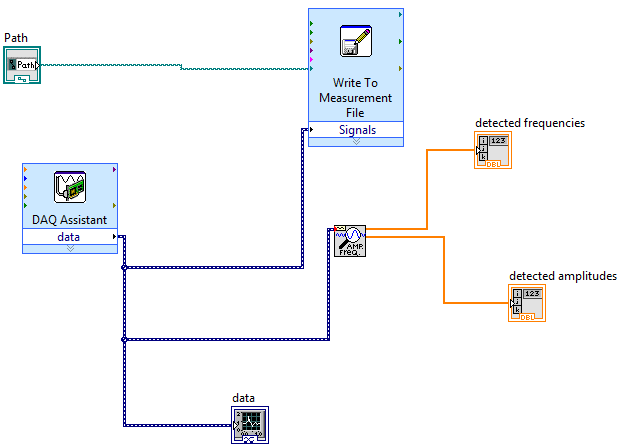 Path
Path
Write To
Measurement
File
Signals
detected frequencies
123
i
j
k
DBL
DAQ Assistant
data
AMR
FREQ.
detected amplitudes
123
i
j
k
DBL
data